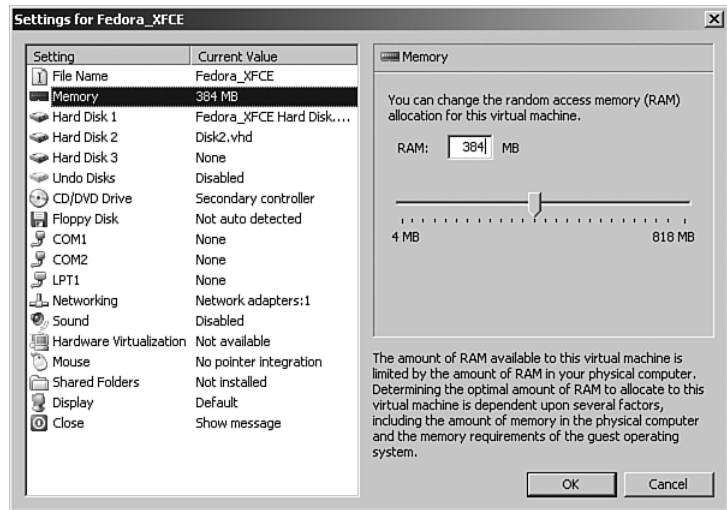 Settings for Fedora_XFCE
Setting Current Value
File Name Fedora_XFCE
Memory 384 MB
Hard Disk 1 Fedora_XFCE Hard Disk....
Hard Disk 2 Disk2.vhd
Hard Disk 3 None
Undo Disks Disabled
CD/DVD Drive Secondary controller
Floppy Disk Not auto detected
COM1 None
COM2 None
LPT1 None
Networking Network adapters:1
Sound Disabled
Hardware Virtualization Not available
Mouse No pointer integration
Shared Folders Not installed
Display Default
Close Show message
Memory
You can change the random access memory (RAM)
allocation for this virtual machine.
RAM: 384 MB
4 MB 818 MB
The amount of RAM available to this virtual machine is
limited by the amount of RAM in your physical computer.
Determining the optimal amount of RAM to allocate to this
virtual machine is dependent upon several factors,
including the amount of memory in the physical computer
and the memory requirements of the guest operating
system.
OK Cancel